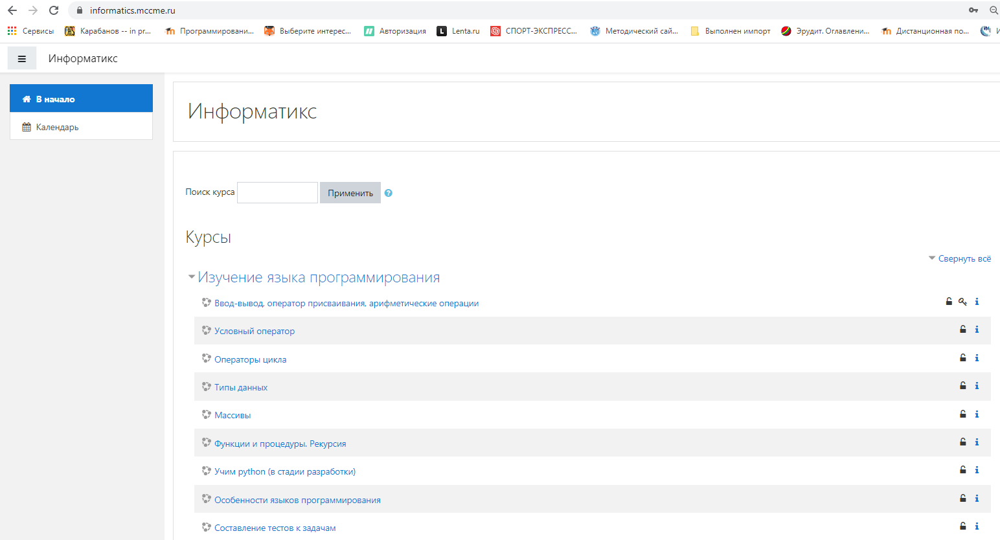 informatics.mccme.ru
Сервисы Карабанов -- in pr... Программировани... Выберите интерес... Авторизация Lenta.ru СПОРТ-ЭКСПРЕСС... Методический сай... Выполнен импорт Эрудит. Оглавлени... Дистанционная по...
Информатикс
В начало
Календарь
Информатикс
Поиск курса Применить
Курсы
Свернуть всё
Изучение языка программирования
Ввод-вывод, оператор присваивания, арифметические операции
Условный оператор
Операторы цикла
Типы данных
Массивы
Функции и процедуры. Рекурсия
Учим python (в стадии разработки)
Особенности языков программирования
Составление тестов к задачам